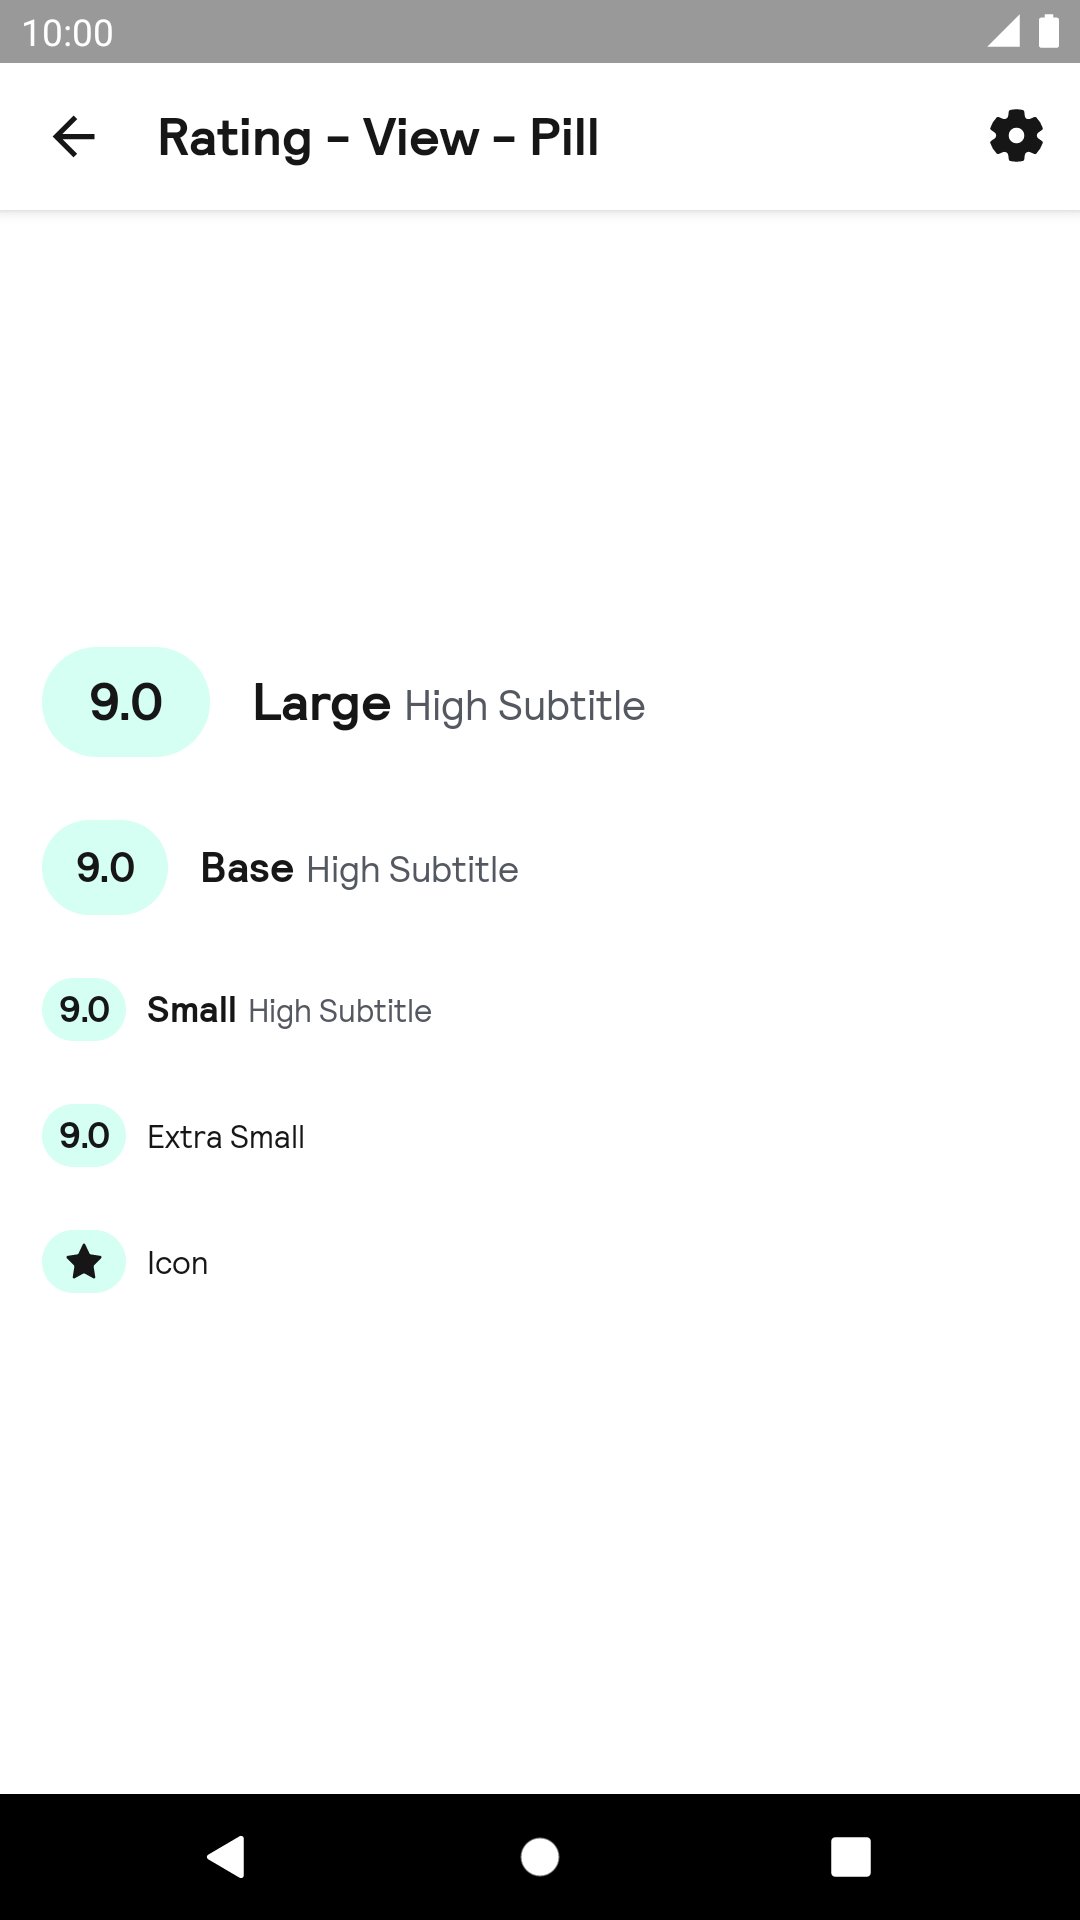 10:00
Rating - View - Pill
9.0 Large High Subtitle
9.0 Base High Subtitle
9.0 Small High Subtitle
9.0 Extra Small
Icon